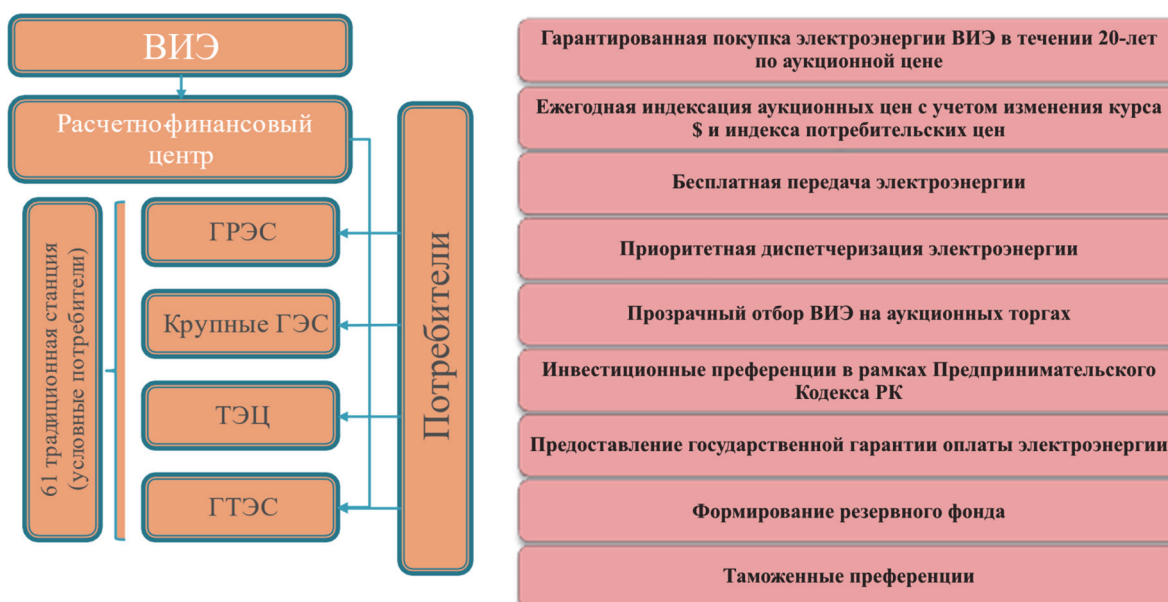 ВИЭ
Расчетно-финансовый
центр
61 традиционная станция
(условные потребители)
ГРЭС
Крупные ГЭС
ТЭЦ
ГТЭС
Потребители
Гарантированная покупка электроэнергии ВИЭ в течении 20-лет
по аукционной цене
Ежегодная индексация аукционных цен с учетом изменения курса
$ и индекса потребительских цен
Бесплатная передача электроэнергии
Приоритетная диспетчеризация электроэнергии
Прозрачный отбор ВИЭ на аукционных торгах
Инвестиционные преференции в рамках Предпринимательского
Кодекса РК
Предоставление государственной гарантии оплаты электроэнергии
Формирование резервного фонда
Таможенные преференции